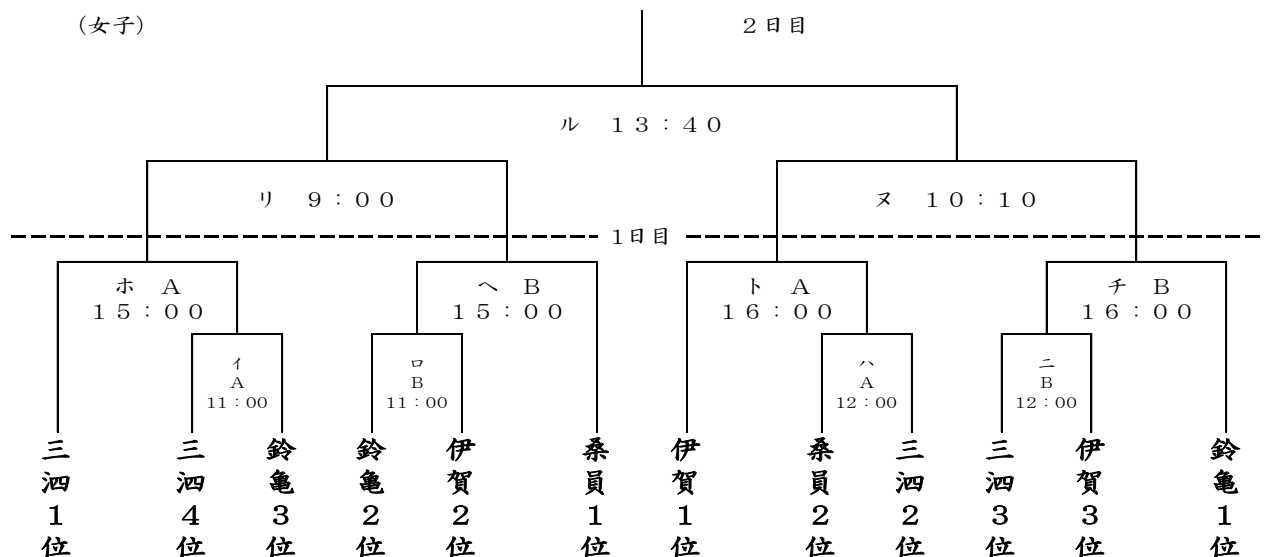 （女子）
２日目
ル　１３：４０
リ　９：００
ヌ　１０：１０
１日目
ホ　Ａ
１５：００
ヘ　Ｂ
１５：００
ト　Ａ
１６：００
チ　Ｂ
１６：００
イ
Ａ
11：00
ロ
Ｂ
11：00
ハ
Ａ
12：00
ニ
Ｂ
12：00
三泗１位
三泗４位
鈴亀３位
鈴亀２位
伊賀２位
桑員１位
伊賀１位
桑員２位
三泗２位
三泗３位
伊賀３位
鈴亀１位